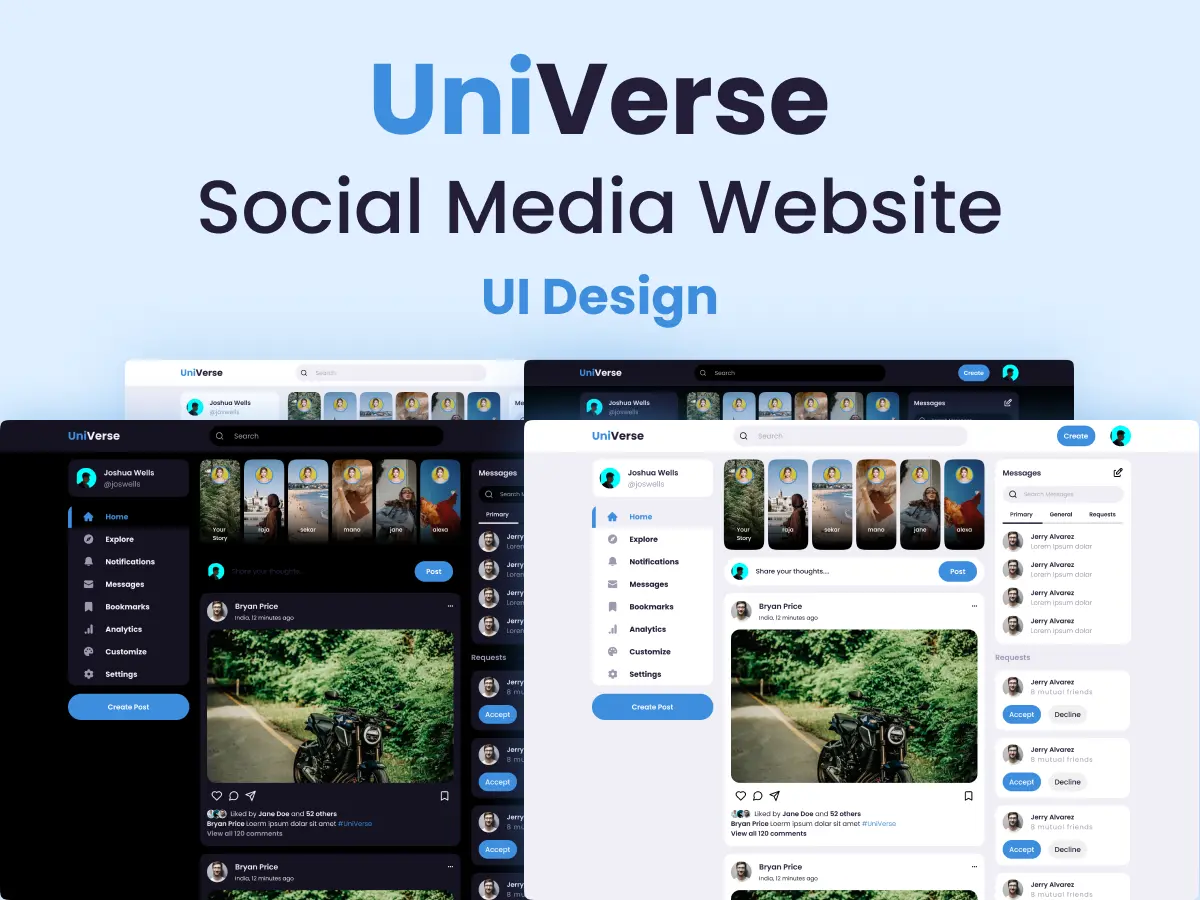 UniVerse
Social Media Website
UI Design
UniVerse
Search
Joshua Wells
@joswells
UniVerse
Search
Create
Joshua Wells
@joswells
Messages
UniVerse
Search
Joshua Wells
@joswells
Home
Explore
Notifications
Messages
Bookmarks
Analytics
Customize
Settings
Create Post
Your Story
raja
sekar
mano
jane
alexa
Share your thoughts...
Post
Bryan Price
India, 12 minutes ago
Liked by Jane Doe and 52 others
Bryan Price Lorem ipsum dolor sit amet #UniVerse
View all 120 comments
Bryan Price
India, 12 minutes ago
Messages
Search M
Primary
Jerry
Lorem
Jerry
Lorem
Jerry
Lorem
Jerry
Lorem
Requests
Jerry
8 mu
Accept
Jerry
8 mu
Accept
Jerry
8 mu
Accept
Jerry
UniVerse
Search
Create
Joshua Wells
@joswells
Home
Explore
Notifications
Messages
Bookmarks
Analytics
Customize
Settings
Create Post
Your Story
raja
sekar
mano
jane
alexa
Share your thoughts....
Post
Bryan Price
India, 12 minutes ago
Liked by Jane Doe and 52 others
Bryan Price Lorem ipsum dolor sit amet #UniVerse
View all 120 comments
Bryan Price
India, 12 minutes ago
Messages
Search Messages
Primary General Requests
Jerry Alvarez
Lorem ipsum dolar
Jerry Alvarez
Lorem ipsum dolar
Jerry Alvarez
Lorem ipsum dolar
Jerry Alvarez
Lorem ipsum dolar
Requests
Jerry Alvarez
8 mutual friends
Accept Decline
Jerry Alvarez
8 mutual friends
Accept Decline
Jerry Alvarez
8 mutual friends
Accept Decline
Jerry Alvarez
8 mutual friends